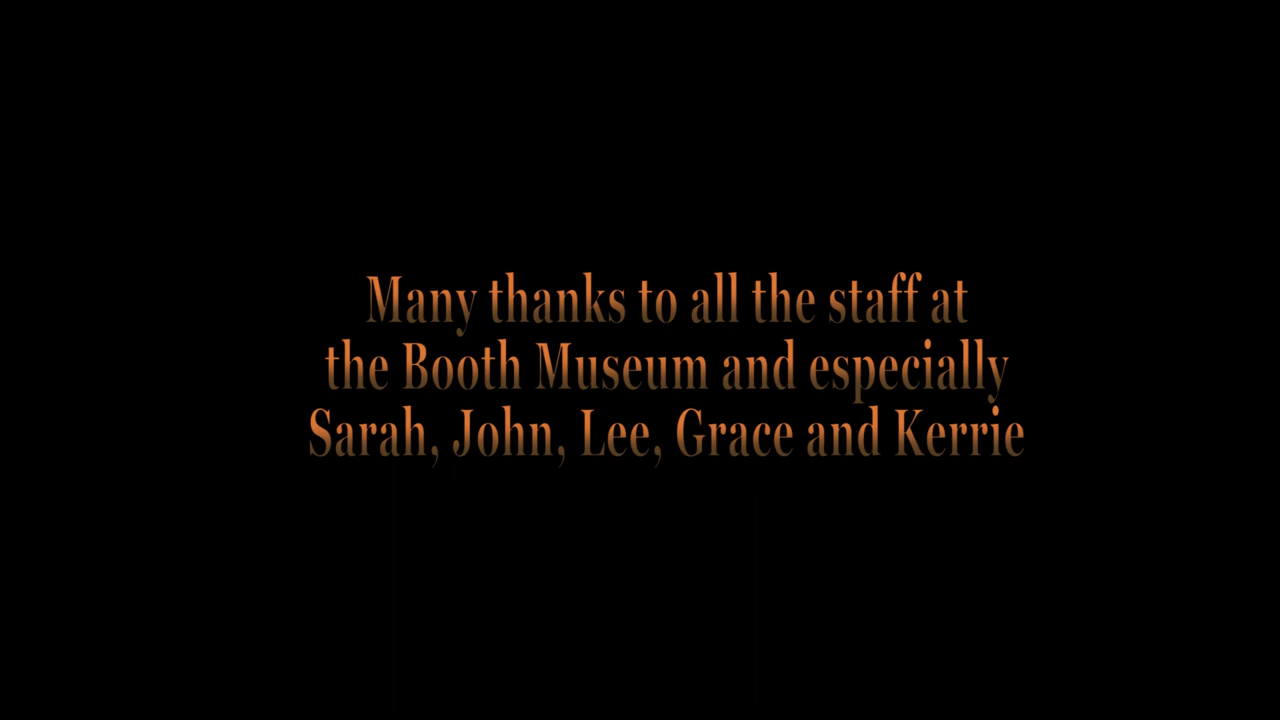 Many thanks to all the staff at
the Booth Museum and especially
Sarah, John, Lee, Grace and Kerrie